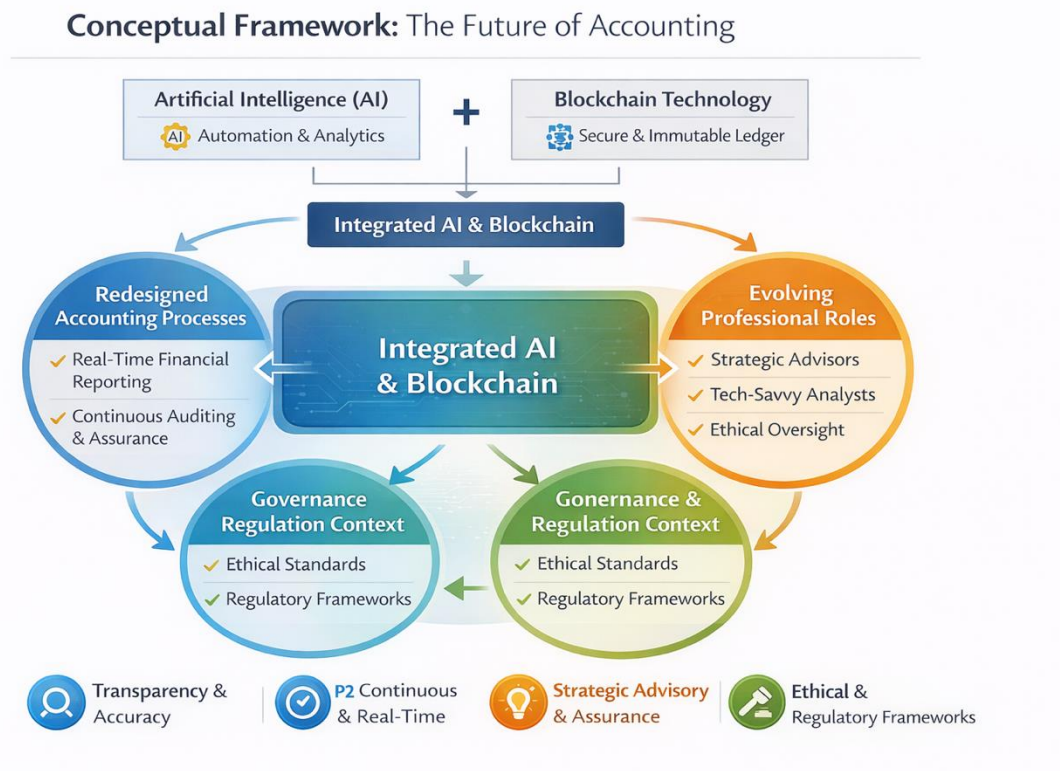 Conceptual Framework: The Future of Accounting
Artificial Intelligence (AI)
AI Automation & Analytics
+
Blockchain Technology
Secure & Immutable Ledger
Integrated AI & Blockchain
Redesigned
Accounting Processes
Real-Time Financial
Reporting
Continuous Auditing
& Assurance
Integrated AI
& Blockchain
Evolving
Professional Roles
Strategic Advisors
Tech-Savvy Analysts
Ethical Oversight
Governance
Regulation Context
Ethical Standards
Regulatory Frameworks
Gonernance &
Regulation Context
Ethical Standards
Regulatory Frameworks
Transparency &
Accuracy
P2 Continuous
& Real-Time
Strategic Advisory
& Assurance
Ethical &
Regulatory Frameworks